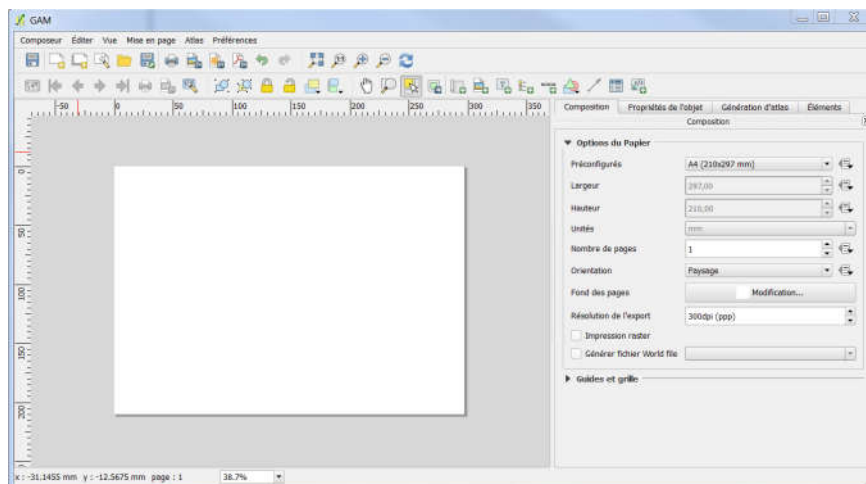 GAM
Composeur Éditer Vue Mise en page Atlas Préférences
-50 0 50 100 150 200 250 300 350
0
50
100
150
200
Composition Propriétés de l'objet Génération d'atlas Éléments
Composition
Options du Papier
Préconfigurés A4 (210x297 mm)
Largeur 297,00
Hauteur 210,00
Unités mm
Nombre de pages 1
Orientation Paysage
Fond des pages Modification...
Résolution de l'export 300dpi (ppp)
Impression raster
Générer fichier World file
Guides et grille
x : -31.1455 mm y : -12.5675 mm page : 1 38.7%